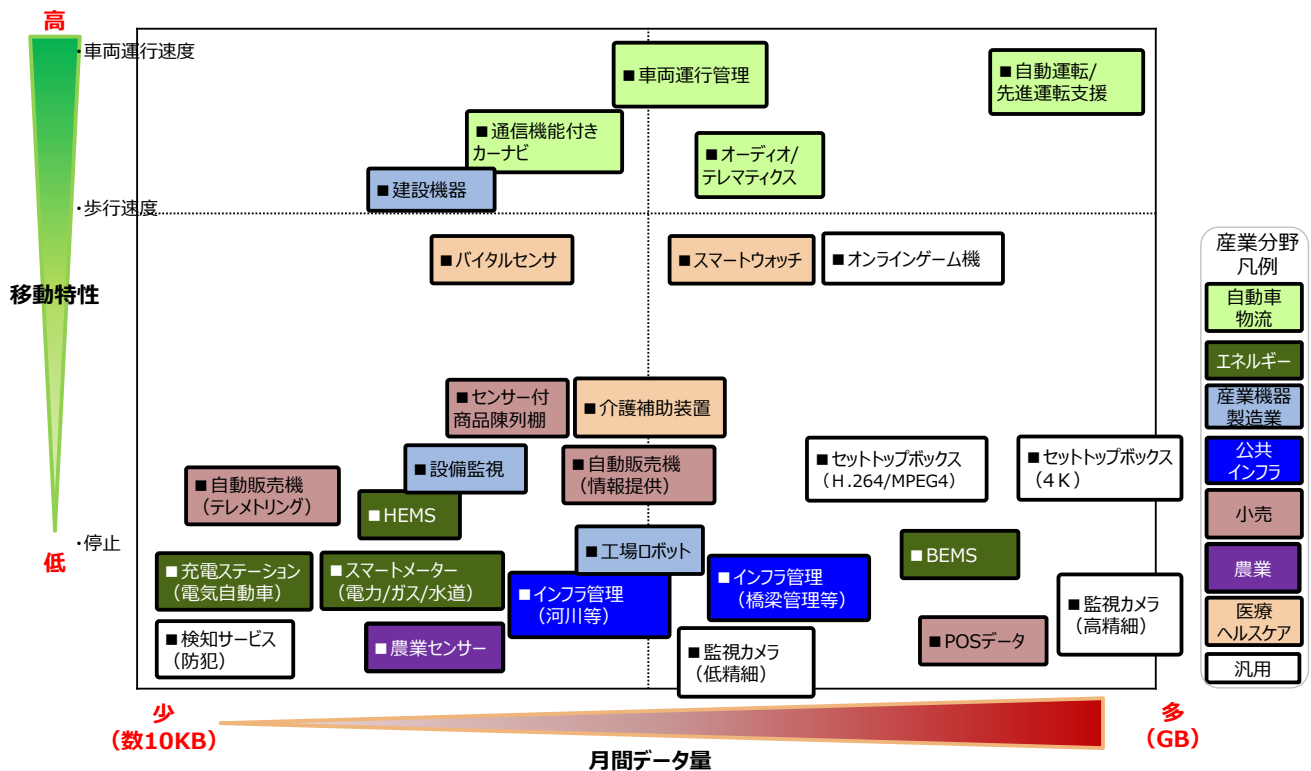 高
・車両運行速度
■車両運行管理
■自動運転/
先進運転支援
■通信機能付き
カーナビ
■オーディオ/
テレマティクス
■建設機器
・歩行速度
■バイタルセンサ
■スマートウォッチ
■オンラインゲーム機
移動特性
■センサー付
商品陳列棚
■介護補助装置
■設備監視
■自動販売機
(情報提供)
■セットトップボックス
(H.264/MPEG4)
■セットトップボックス
(4K)
■自動販売機
(テレメトリング)
■HEMS
・停止
低
■工場ロボット
■BEMS
■充電ステーション
(電気自動車)
■スマートメーター
(電力/ガス/水道)
■インフラ管理
(河川等)
■インフラ管理
(橋梁管理等)
■監視カメラ
(高精細)
■検知サービス
(防犯)
■農業センサー
■監視カメラ
(低精細)
■POSデータ
少
(数10KB)
多
(GB)
月間データ量
産業分野
凡例
自動車
物流
エネルギー
産業機器
製造業
公共
インフラ
小売
農業
医療
ヘルスケア
汎用